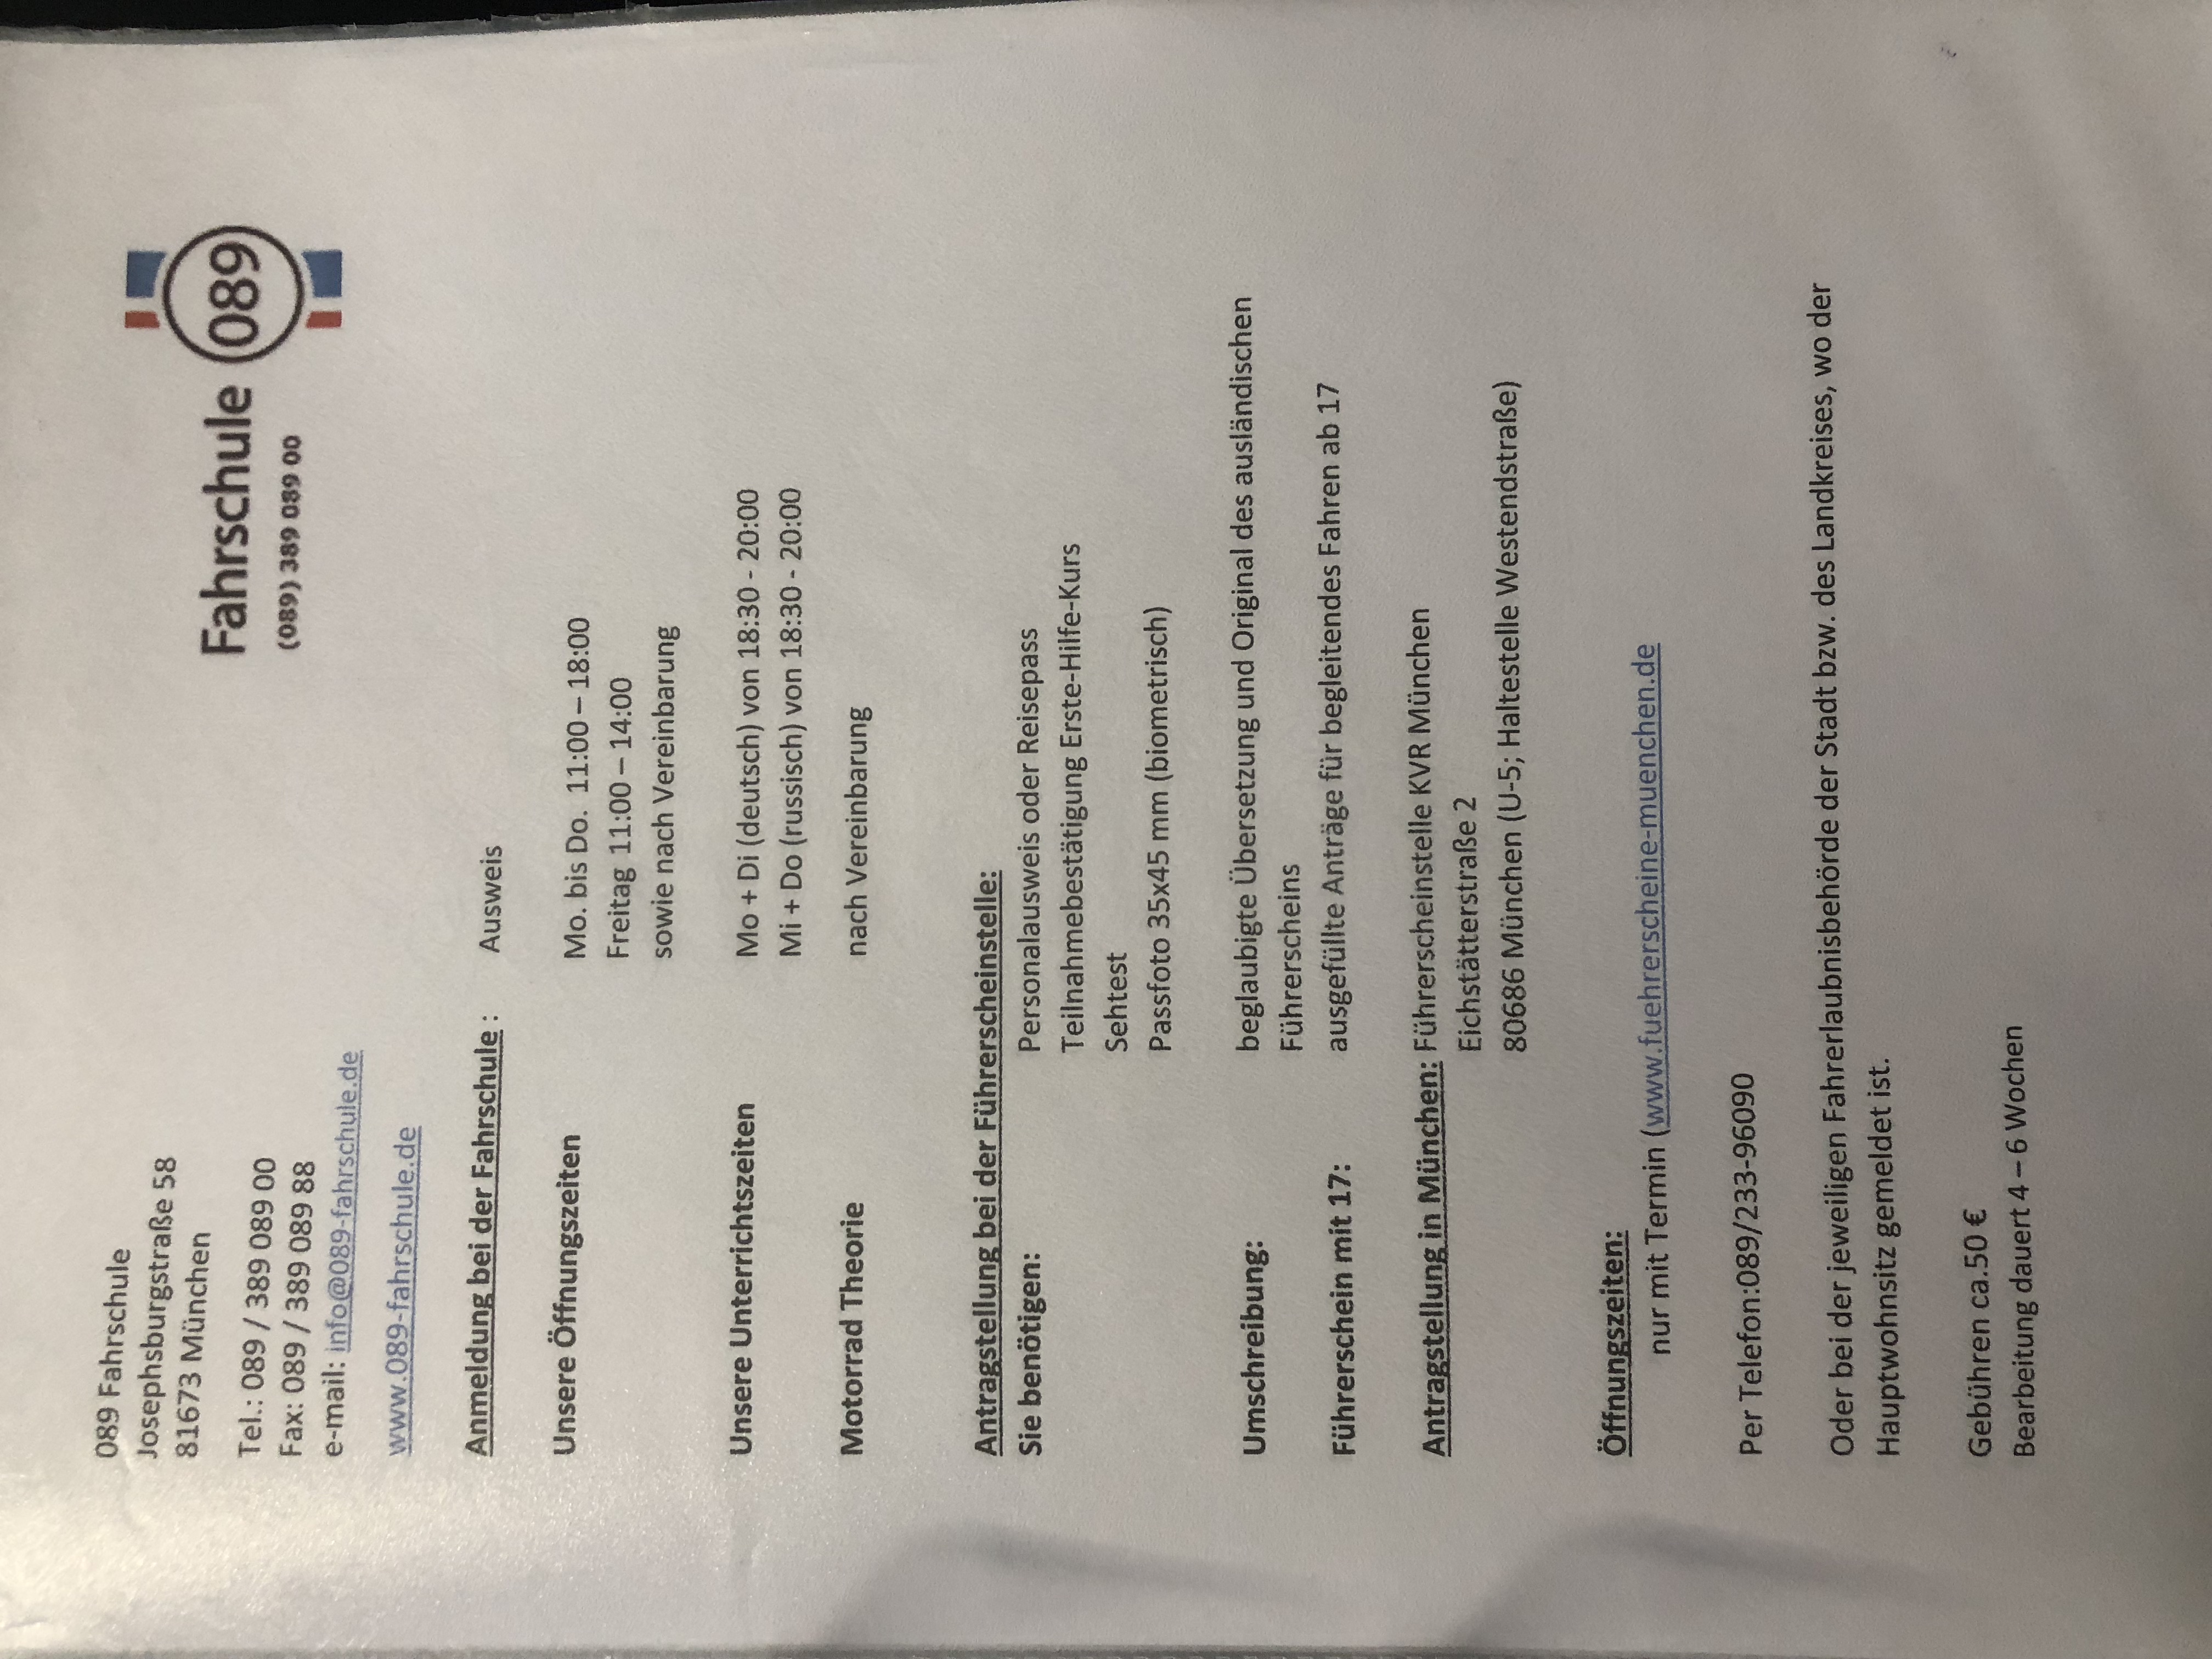 089 Fahrschule
Josephsburgstraße 58
81673 München
Tel.: 089 / 389 089 00
Fax: 089 / 389 089 88
e-mail: info@089-fahrschule.de
www.089-fahrschule.de
Fahrschule 089
(089) 389 089 00
Anmeldung bei der Fahrschule : Ausweis
Unsere Öffnungszeiten Mo. bis Do. 11:00 – 18:00
Freitag 11:00 – 14:00
sowie nach Vereinbarung
Unsere Unterrichtszeiten Mo + Di (deutsch) von 18:30 - 20:00
Mi + Do (russisch) von 18:30 - 20:00
Motorrad Theorie nach Vereinbarung
Antragstellung bei der Führerscheinstelle:
Sie benötigen: Personalausweis oder Reisepass
Teilnahmebestätigung Erste-Hilfe-Kurs
Sehtest
Passfoto 35x45 mm (biometrisch)
Umschreibung: beglaubigte Übersetzung und Original des ausländischen
Führerscheins
Führerschein mit 17: ausgefüllte Anträge für begleitendes Fahren ab 17
Antragstellung in München: Führerscheinstelle KVR München
Eichstätterstraße 2
80686 München (U-5; Haltestelle Westendstraße)
Öffnungszeiten:
nur mit Termin (www.fuehrerscheine-muenchen.de
Per Telefon:089/233-96090
Oder bei der jeweiligen Fahrerlaubnisbehörde der Stadt bzw. des Landkreises, wo der
Hauptwohnsitz gemeldet ist.
Gebühren ca.50 €
Bearbeitung dauert 4 – 6 Wochen